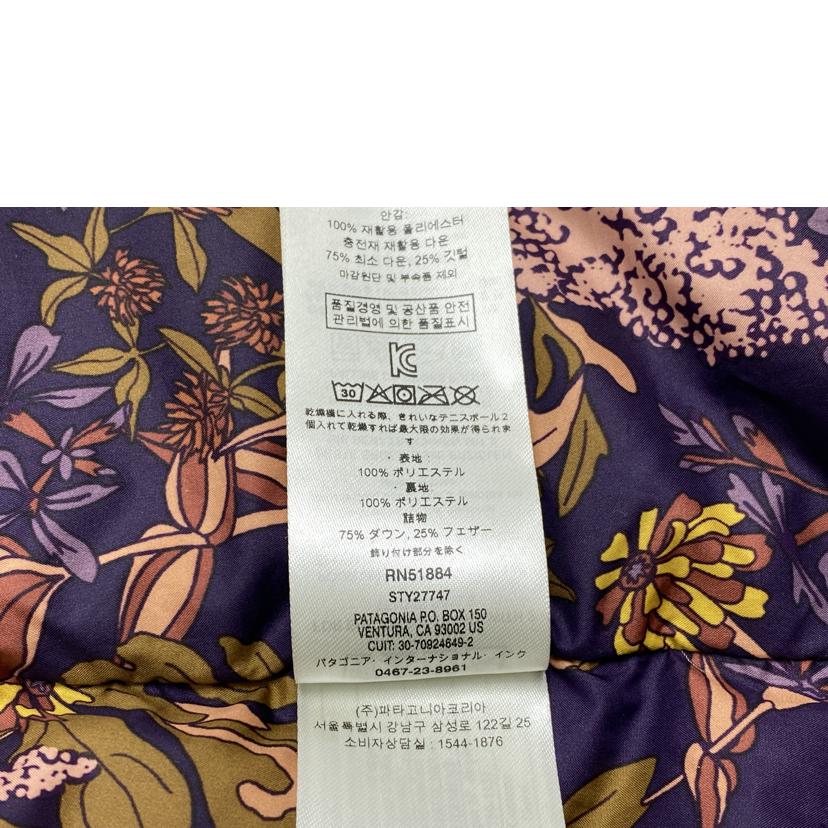 안감:
100% 재활용 폴리에스터
충전재 재활용 다운
75% 최소 다운, 25% 깃털
마감원단 및 부속품 제외
품질경영 및 공산품 안전
관리법에 의한 품질표시
30
乾燥機に入れる際、きれいなテニスボール2
個入れて乾燥すれば最大限の効果が得られま
す
・表地:
100% ポリエステル
・裏地
100% ポリエステル
詰物
75% ダウン, 25% フェザー
飾り付け部分を除く
RN51884
STY27747
PATAGONIA P.O. BOX 150
VENTURA, CA 93002 US
CUIT: 30-70924649-2
パタゴニア・インターナショナル・インク
0467-23-8961
(주)파타고니아코리아
서울특별시 강남구 삼성로 122길 25
소비자상담실 : 1544-1876